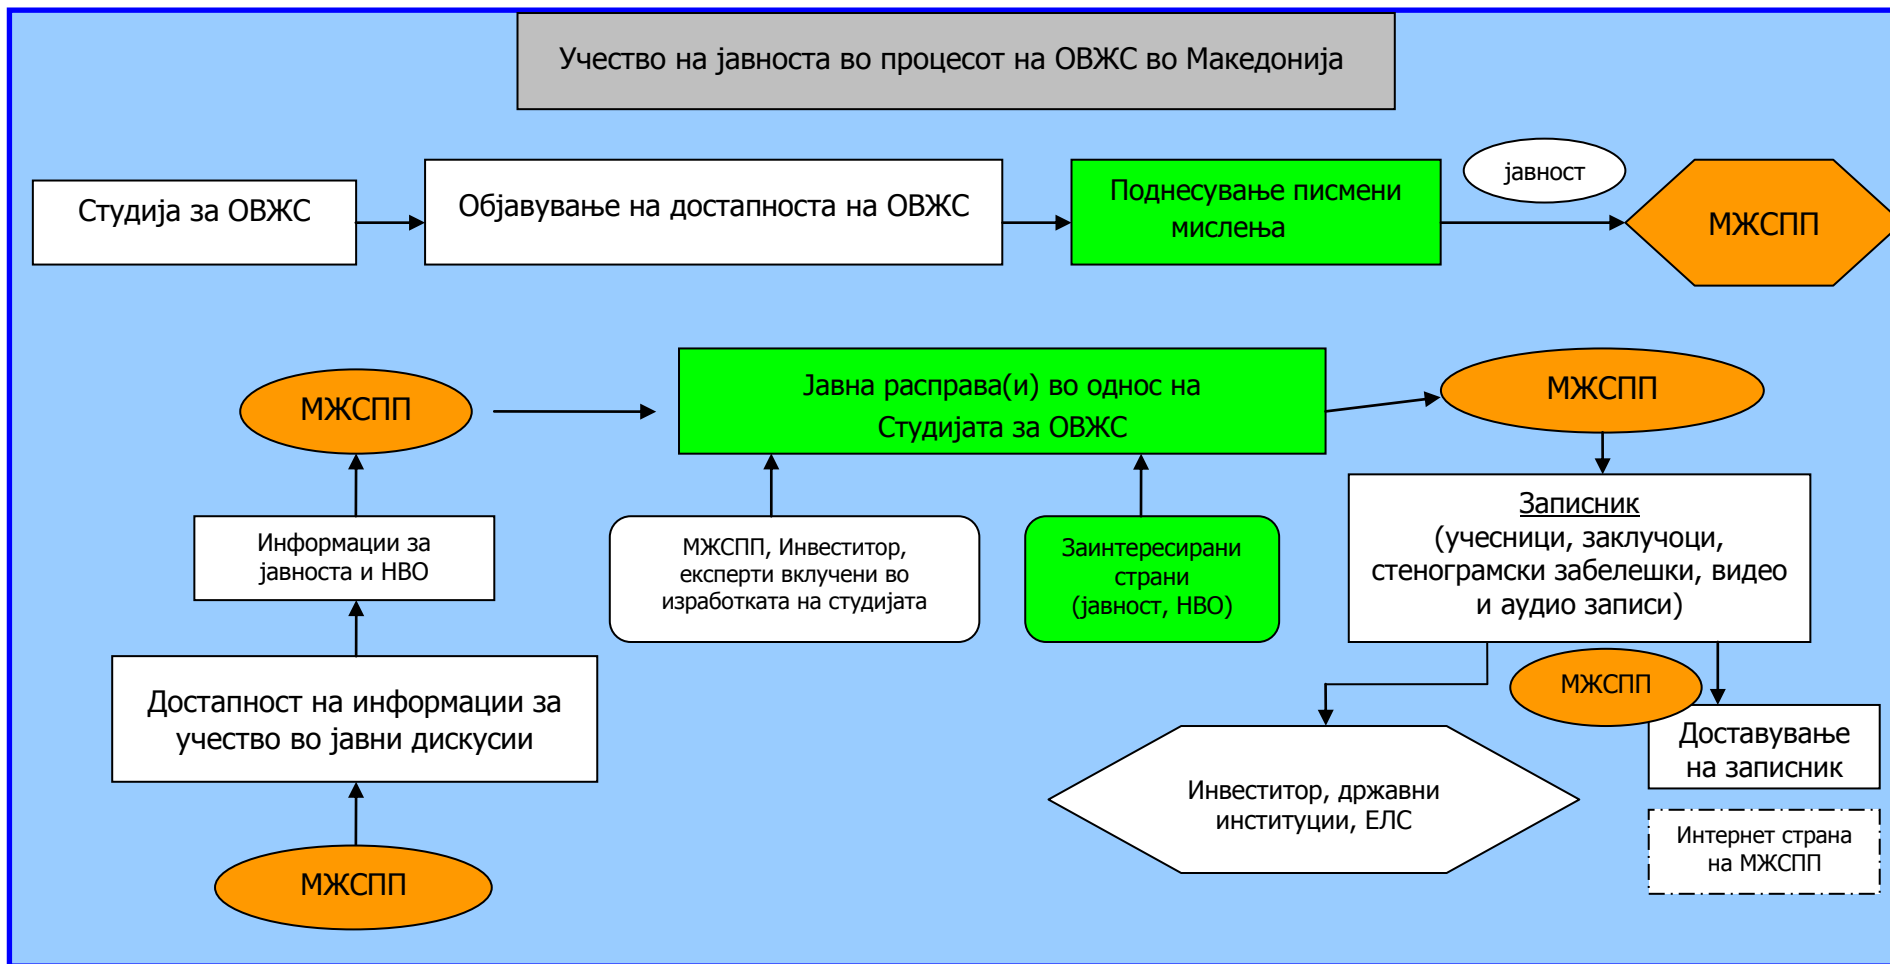 Учество на јавноста во процесот на ОВЖС во Македонија
Студија за ОВЖС
Објавување на достапноста на ОВЖС
Поднесување писмени
мислења
јавност
МЖСПП
МЖСПП
Јавна расправа(и) во однос на
Студијата за ОВЖС
МЖСПП
Информации за
јавноста и НВО
МЖСПП, Инвеститор,
експерти вклучени во
изработката на студијата
Заинтересирани
страни
(јавност, НВО)
Записник
(учесници, заклучоци,
стенограмски забелешки, видео
и аудио записи)
Достапност на информации за
учество во јавни дискусии
МЖСПП
Доставување
на записник
Инвеститор, државни
институции, ЕЛС
Интернет страна
на МЖСПП
МЖСПП